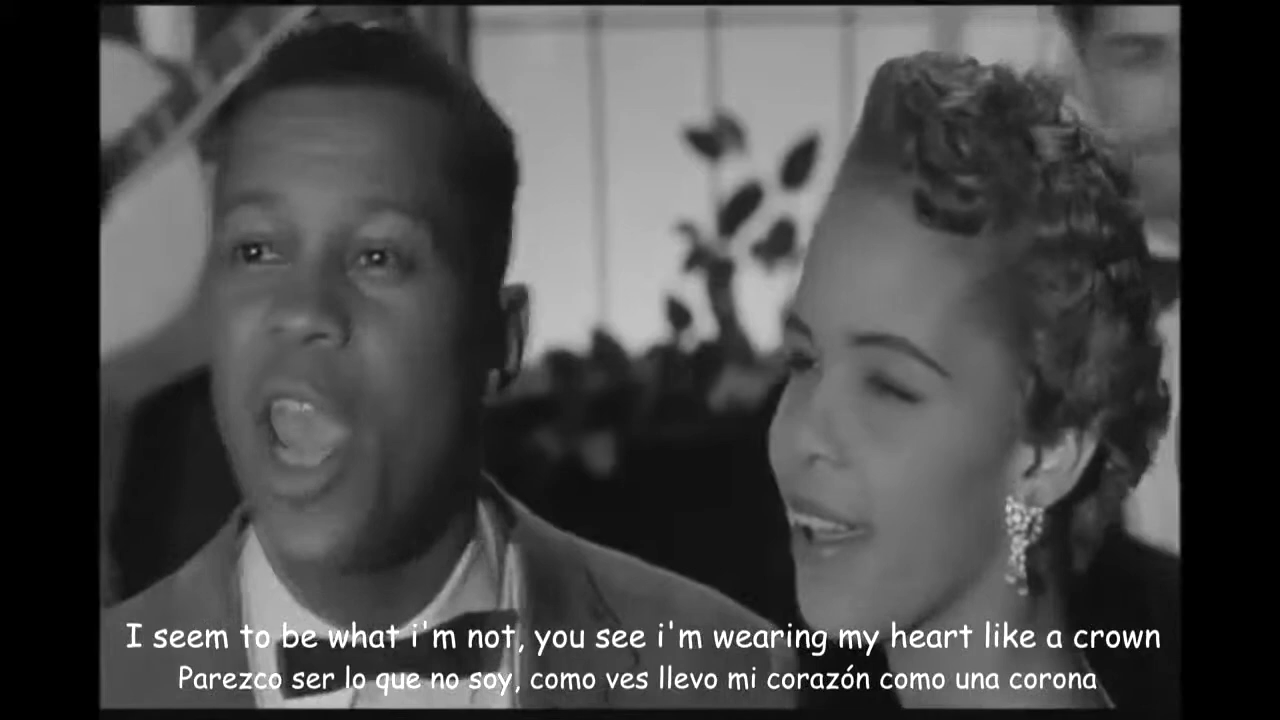 I seem to be what i'm not, you see i'm wearing my heart like a crown
Parezco ser lo que no soy, como ves llevo mi corazón como una corona